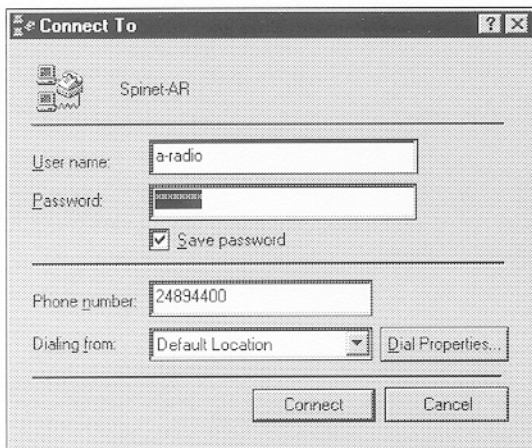 Connect To
Spinet-AR
User name: a-radio
Password: ********
Save password
Phone number: 24894400
Dialing from: Default Location Dial Properties...
Connect Cancel